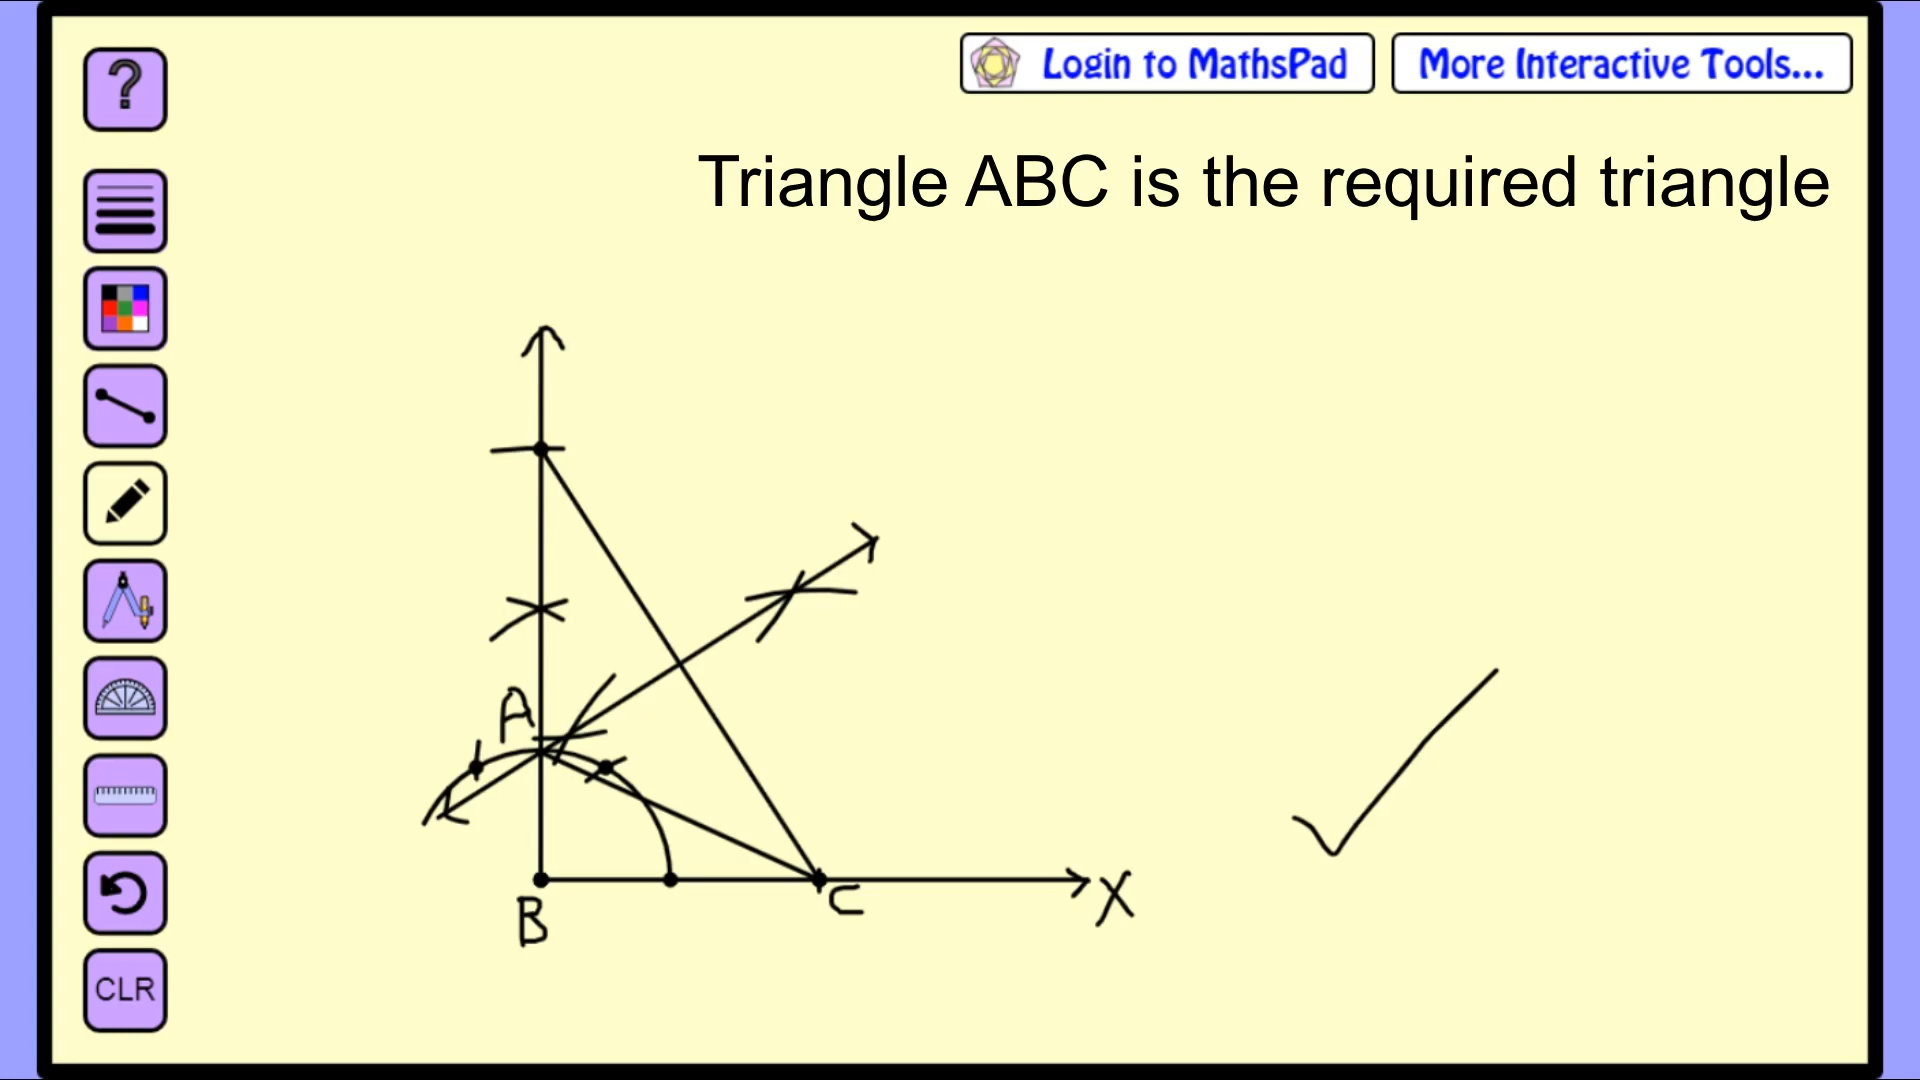 ?
Login to MathsPad
More Interactive Tools...
Triangle ABC is the required triangle
A
B
C
X
CLR